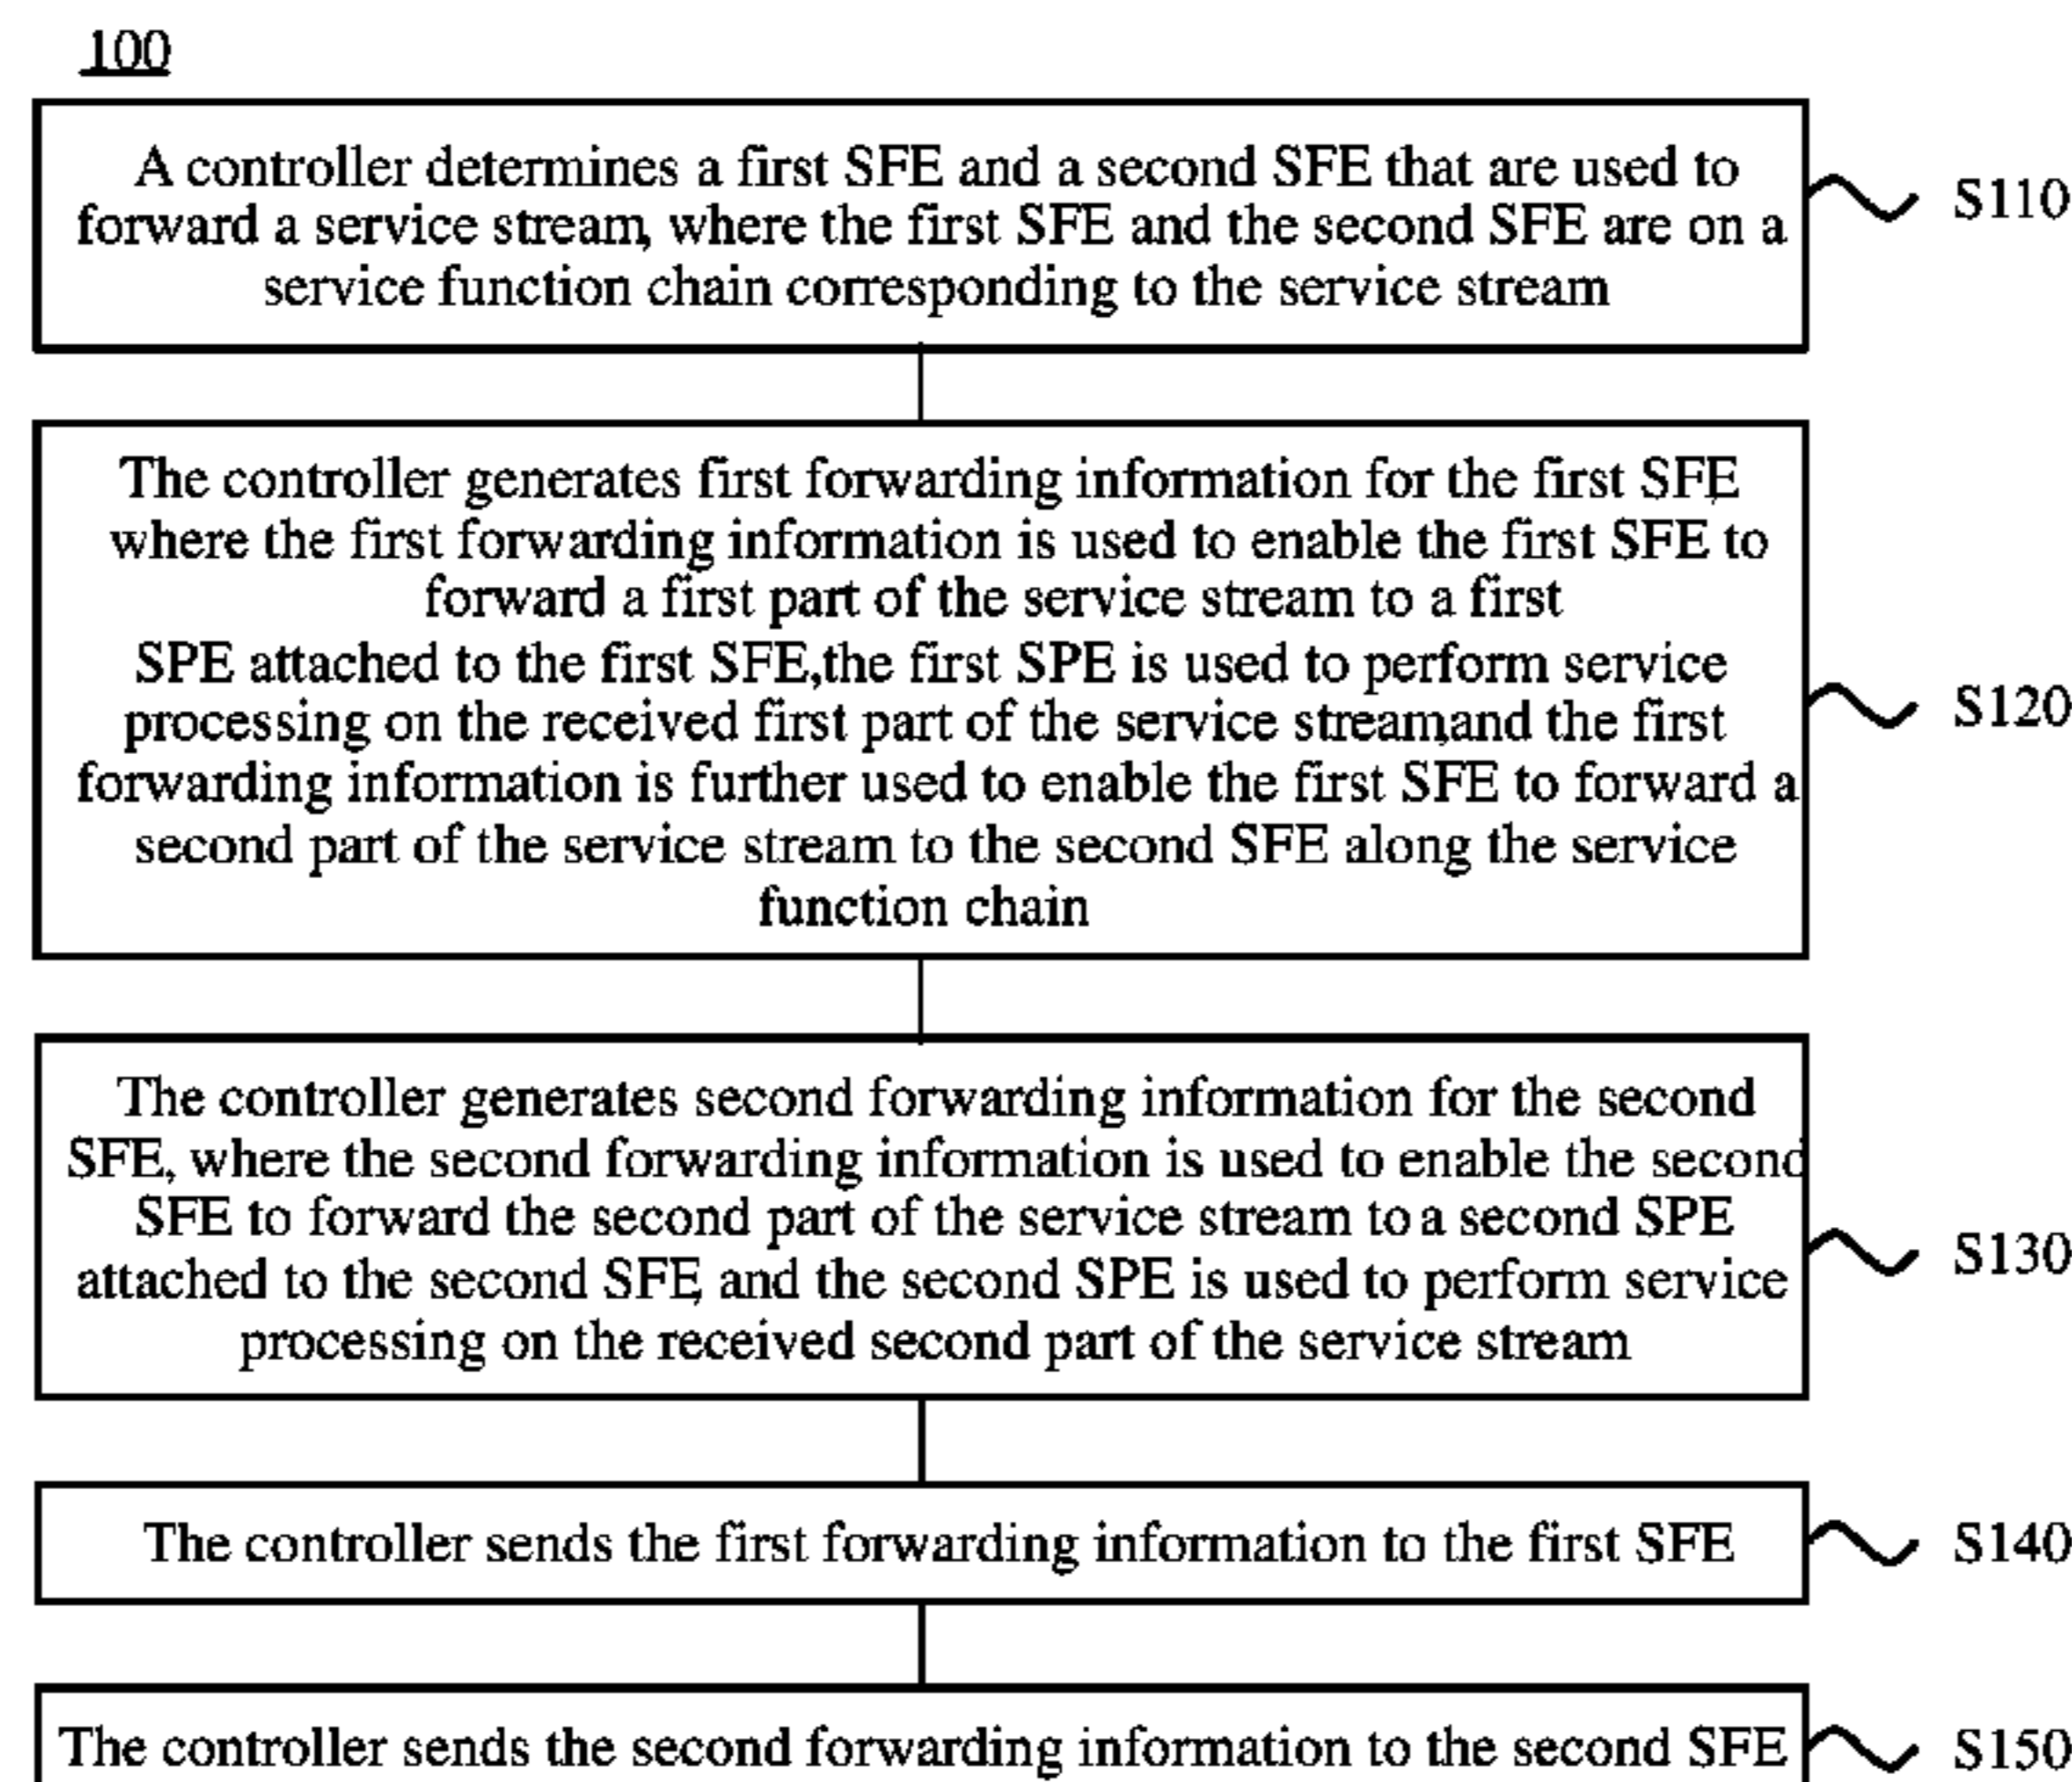 100
A controller determines a first SFE and a second SFE that are used to
forward a service stream, where the first SFE and the second SFE are on a
service function chain corresponding to the service stream
S110
The controller generates first forwarding information for the first SFE,
where the first forwarding information is used to enable the first SFE to
forward a first part of the service stream to a first
SPE attached to the first SFE,the first SPE is used to perform service
processing on the received first part of the service stream,and the first
forwarding information is further used to enable the first SFE to forward a
second part of the service stream to the second SFE along the service
function chain
S120
The controller generates second forwarding information for the second
SFE, where the second forwarding information is used to enable the second
SFE to forward the second part of the service stream to a second SPE
attached to the second SFE, and the second SPE is used to perform service
processing on the received second part of the service stream
S130
The controller sends the first forwarding information to the first SFE
S140
The controller sends the second forwarding information to the second SFE
S150